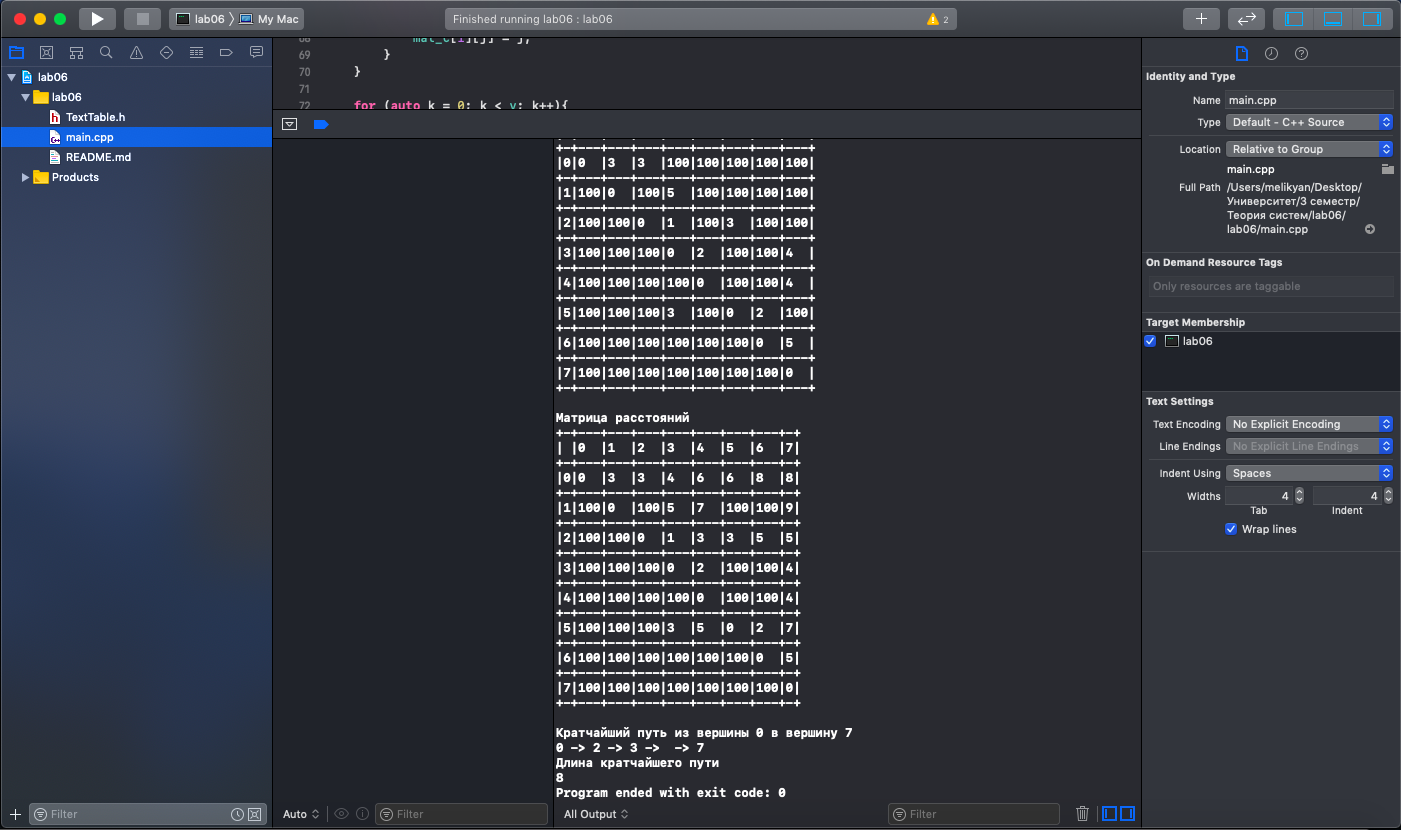 lab06 〉 My Mac
Finished running lab06 : lab06
2
lab06
lab06
TextTable.h
main.cpp
README.md
Products
Filter
68 mat_c[i][j] = j;
69 }
70 }
71
72 for (auto k = 0; k < v; k++){
+-+---+---+---+---+---+---+---+---+
|0|0  |3  |3  |100|100|100|100|100|
+-+---+---+---+---+---+---+---+---+
|1|100|0  |100|5  |100|100|100|100|
+-+---+---+---+---+---+---+---+---+
|2|100|100|0  |1  |100|3  |100|100|
+-+---+---+---+---+---+---+---+---+
|3|100|100|100|0  |2  |100|100|4  |
+-+---+---+---+---+---+---+---+---+
|4|100|100|100|100|0  |100|100|4  |
+-+---+---+---+---+---+---+---+---+
|5|100|100|100|3  |100|0  |2  |100|
+-+---+---+---+---+---+---+---+---+
|6|100|100|100|100|100|100|0  |5  |
+-+---+---+---+---+---+---+---+---+
|7|100|100|100|100|100|100|100|0  |
+-+---+---+---+---+---+---+---+---+
Матрица расстояний
+-+---+---+---+---+---+---+---+-+
| |0  |1  |2  |3  |4  |5  |6  |7|
+-+---+---+---+---+---+---+---+-+
|0|0  |3  |3  |4  |6  |6  |8  |8|
+-+---+---+---+---+---+---+---+-+
|1|100|0  |100|5  |7  |100|100|9|
+-+---+---+---+---+---+---+---+-+
|2|100|100|0  |1  |3  |3  |5  |5|
+-+---+---+---+---+---+---+---+-+
|3|100|100|100|0  |2  |100|100|4|
+-+---+---+---+---+---+---+---+-+
|4|100|100|100|100|0  |100|100|4|
+-+---+---+---+---+---+---+---+-+
|5|100|100|100|3  |5  |0  |2  |7|
+-+---+---+---+---+---+---+---+-+
|6|100|100|100|100|100|100|0  |5|
+-+---+---+---+---+---+---+---+-+
|7|100|100|100|100|100|100|100|0|
+-+---+---+---+---+---+---+---+-+
Кратчайший путь из вершины 0 в вершину 7
0 -> 2 -> 3 ->  -> 7
Длина кратчайшего пути
8
Program ended with exit code: 0
Auto
Filter
All Output
Filter
Identity and Type
Name main.cpp
Type Default - C++ Source
Location Relative to Group
main.cpp
Full Path /Users/melikyan/Desktop/
Университет/3 семестр/
Теория систем/lab06/
lab06/main.cpp
On Demand Resource Tags
Only resources are taggable
Target Membership
lab06
Text Settings
Text Encoding No Explicit Encoding
Line Endings No Explicit Line Endings
Indent Using Spaces
Widths 4 4
Tab Indent
Wrap lines